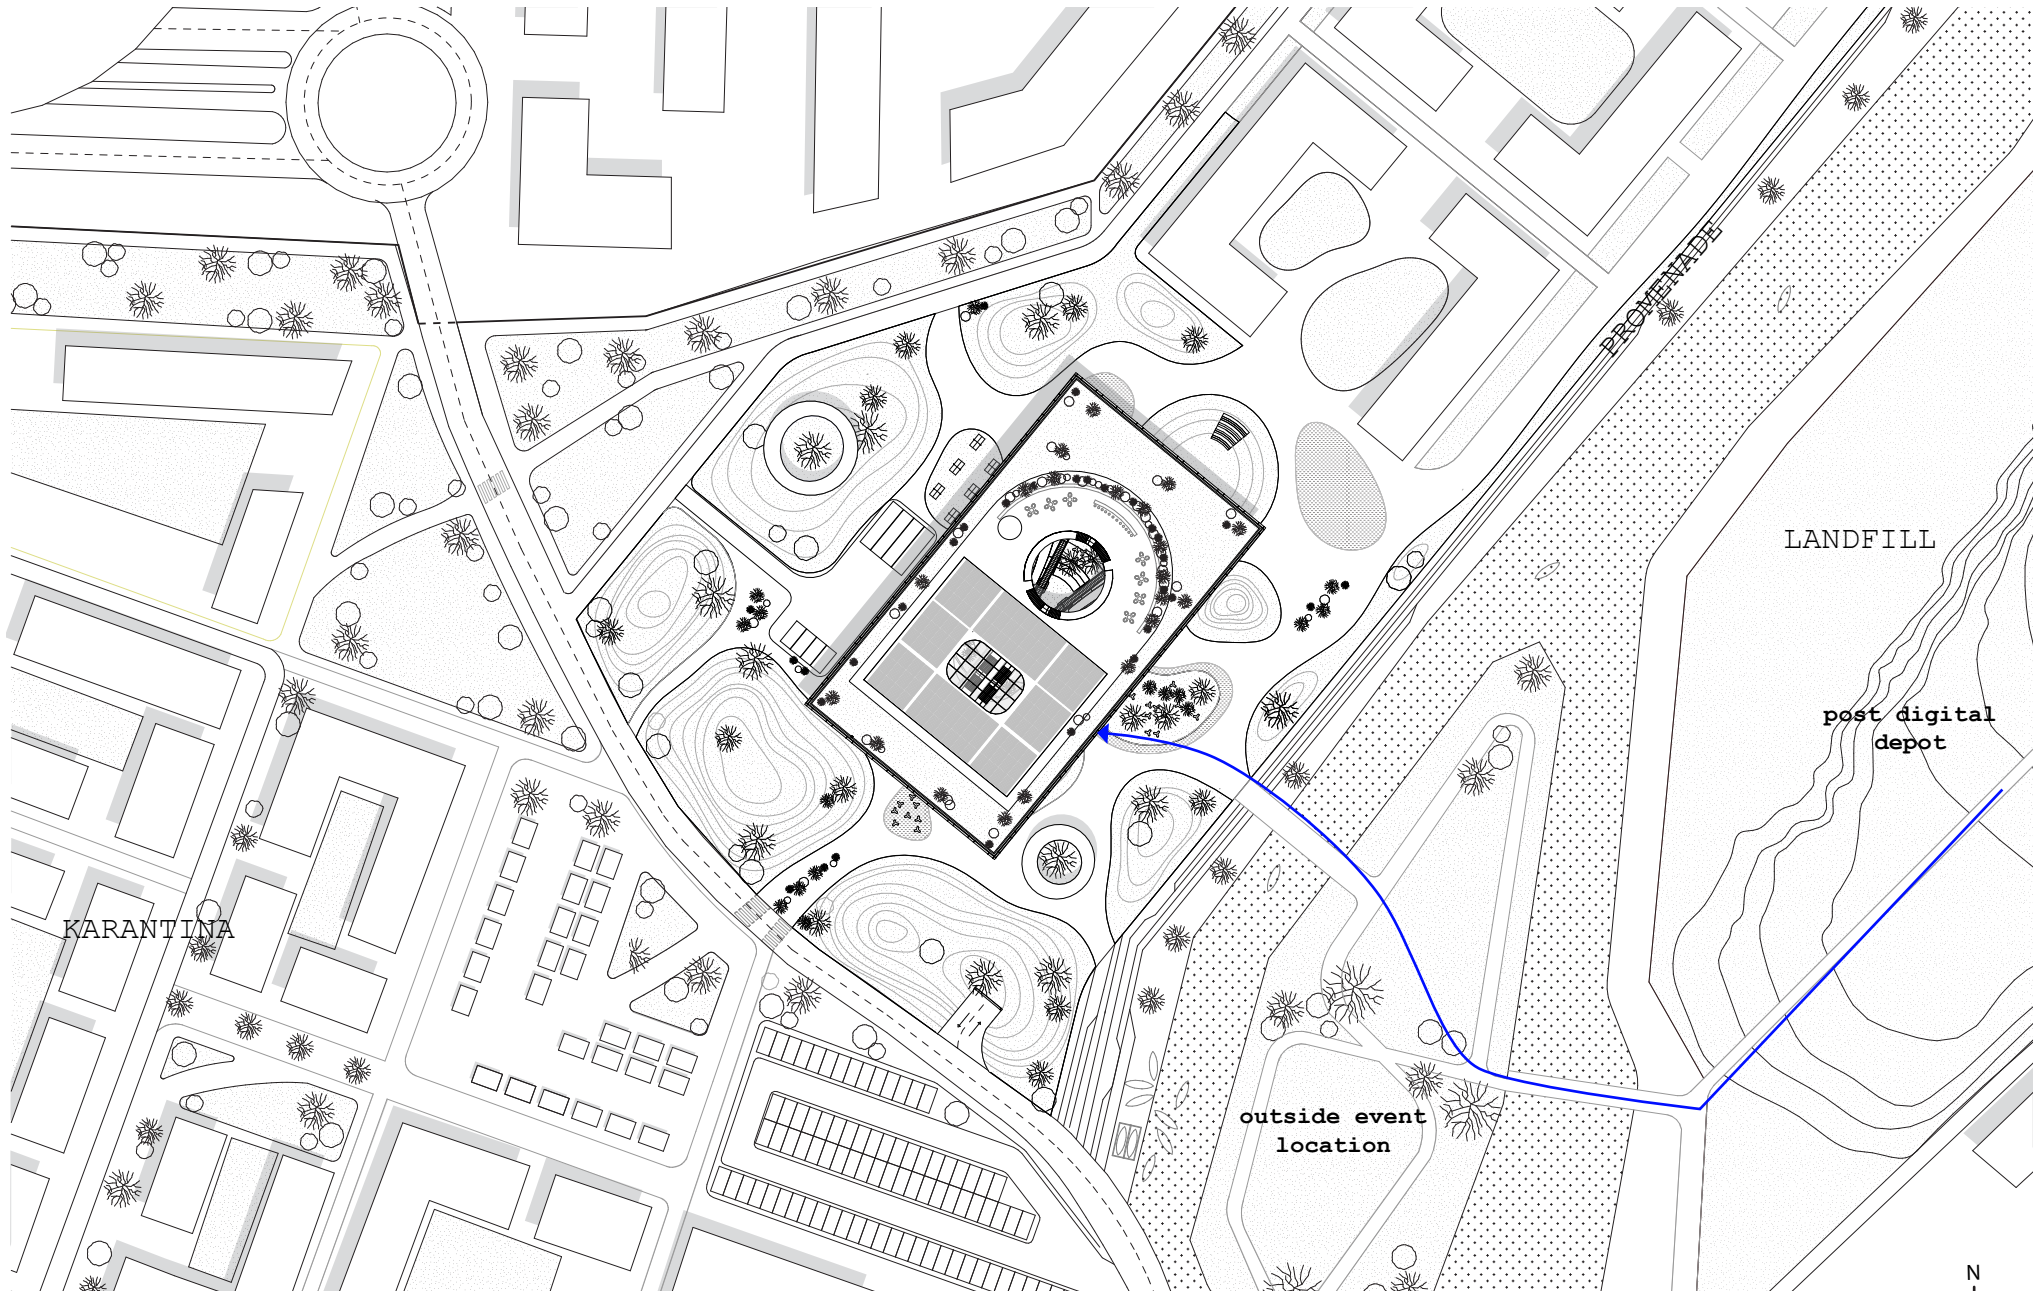 PROMENADE
LANDFILL
post digital
depot
KARANTINA
outside event
location
N